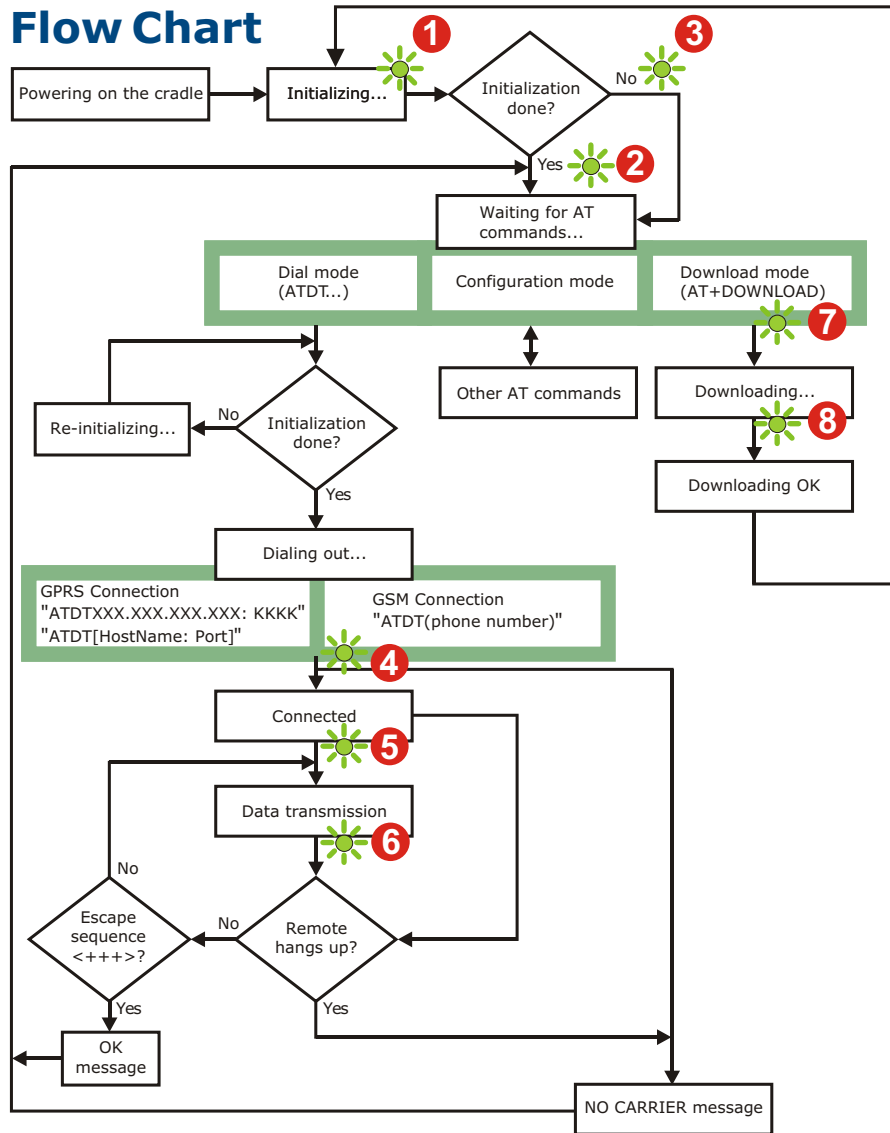 Flow Chart
1
3
Powering on the cradle
Initializing...
Initialization
done?
No
Yes
2
Waiting for AT
commands...
Dial mode
(ATDT...)
Configuration mode
Download mode
(AT+DOWNLOAD)
7
Other AT commands
Downloading...
8
No
Re-initializing...
Initialization
done?
Downloading OK
Yes
Dialing out...
GPRS Connection
"ATDTXXX.XXX.XXX.XXX: KKKK"
"ATDT[HostName: Port]"
GSM Connection
"ATDT(phone number)"
4
Connected
5
Data transmission
6
No
Escape
sequence
<+++>?
No
Remote
hangs up?
Yes
Yes
OK
message
NO CARRIER message